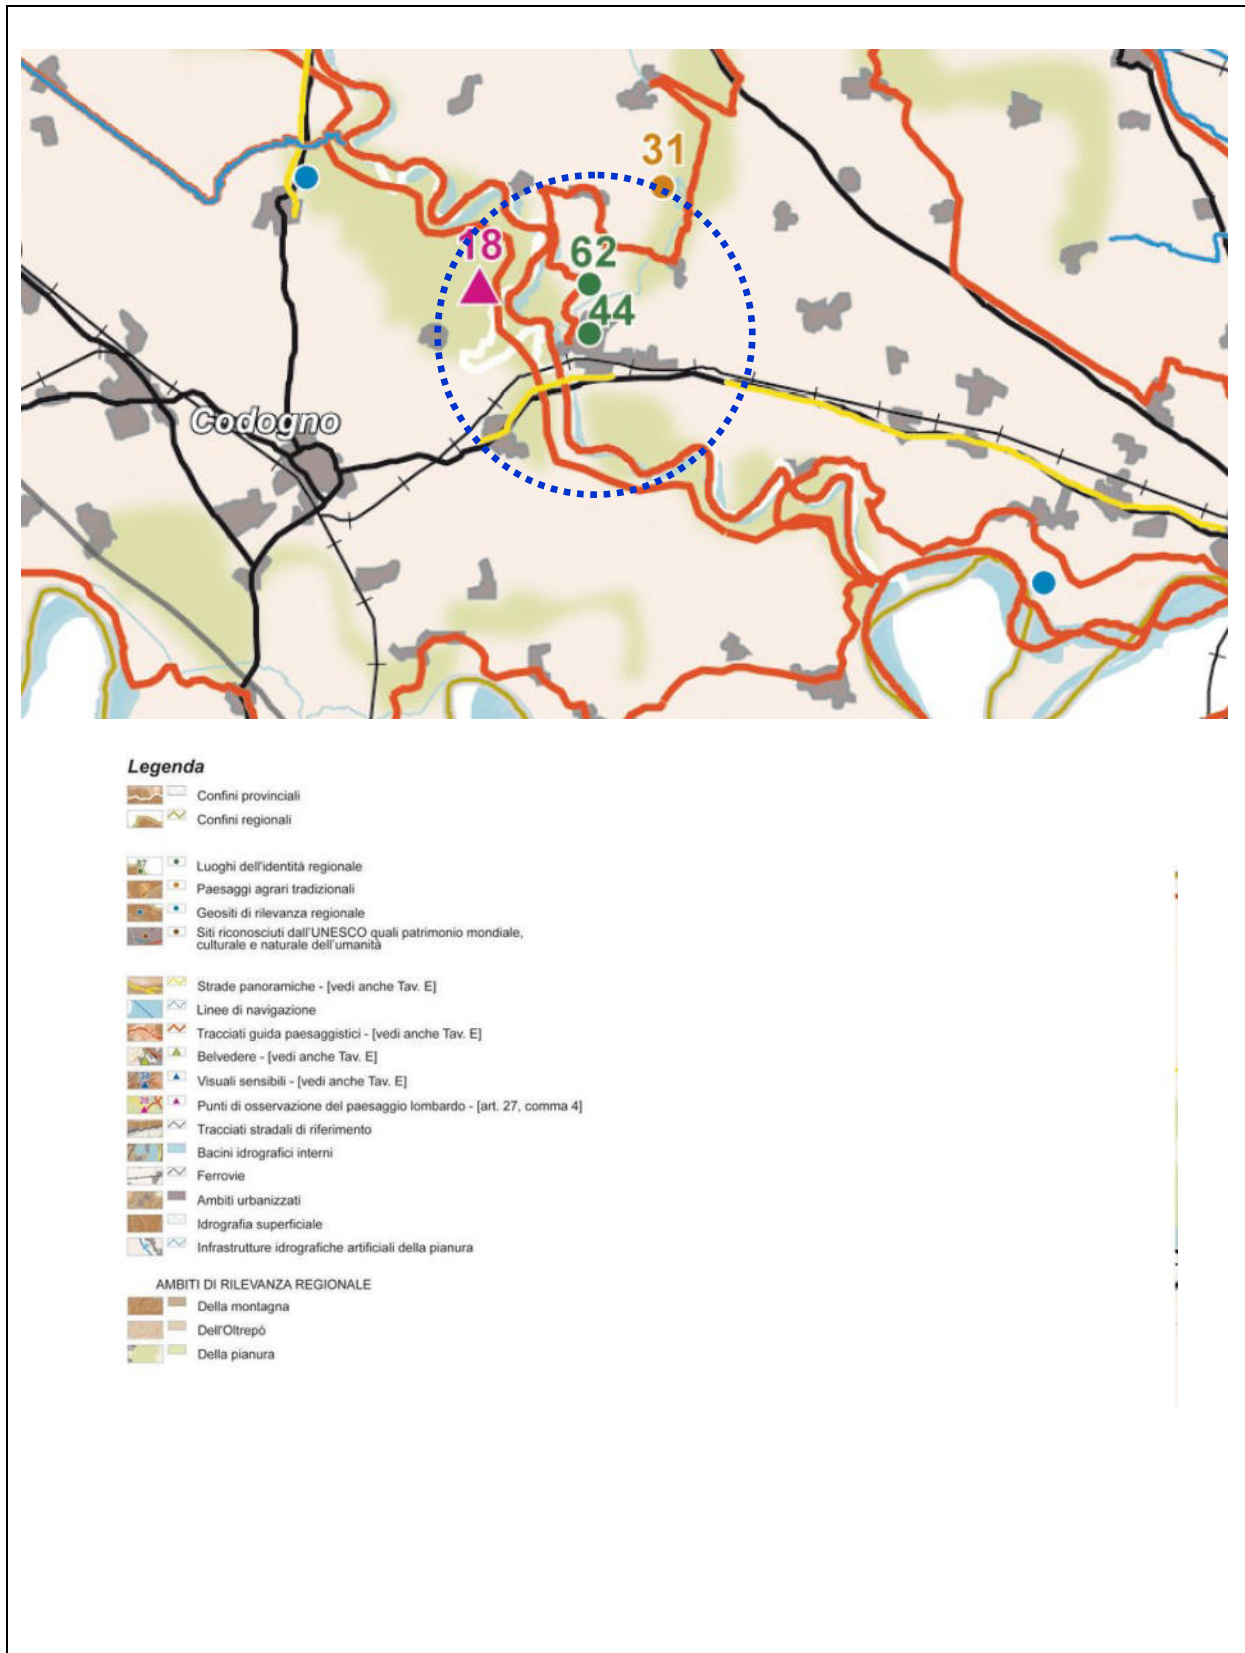 31
18
62
44
Codogno
Legenda
Confini provinciali
Confini regionali
Luoghi dell'identità regionale
Paesaggi agrari tradizionali
Geositi di rilevanza regionale
Siti riconosciuti dall'UNESCO quali patrimonio mondiale,
culturale e naturale dell'umanità
Strade panoramiche - [vedi anche Tav. E]
Linee di navigazione
Tracciati guida paesaggistici - [vedi anche Tav. E]
Belvedere - [vedi anche Tav. E]
Visuali sensibili - [vedi anche Tav. E]
Punti di osservazione del paesaggio lombardo - [art. 27, comma 4]
Tracciati stradali di riferimento
Bacini idrografici interni
Ferrovie
Ambiti urbanizzati
Idrografia superficiale
Infrastrutture idrografiche artificiali della pianura
AMBITI DI RILEVANZA REGIONALE
Della montagna
Dell'Oltrepò
Della pianura